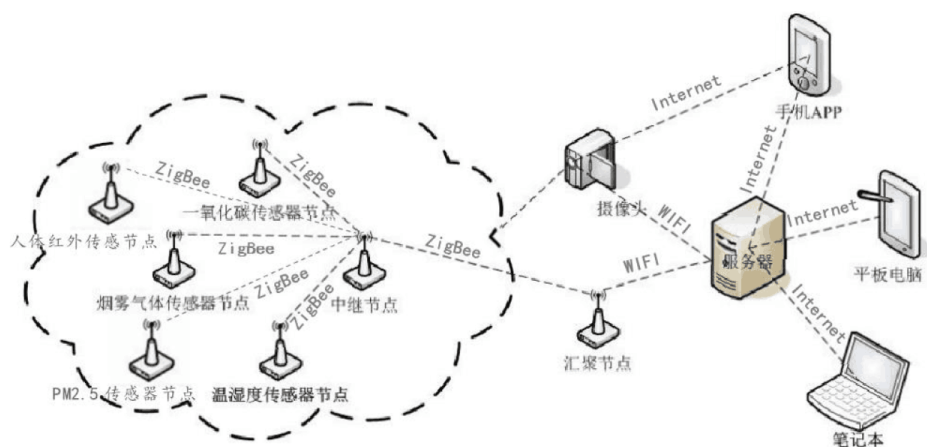 Internet
手机APP
Internet
ZigBee
ZigBee
一氧化碳传感器节点
摄像头
人体红外传感节点
ZigBee
ZigBee
WIFI
Internet
服务器
平板电脑
WIFI
烟雾气体传感器节点
ZigBee
ZigBee
中继节点
Internet
汇聚节点
PM2.5 传感器节点
温湿度传感器节点
笔记本